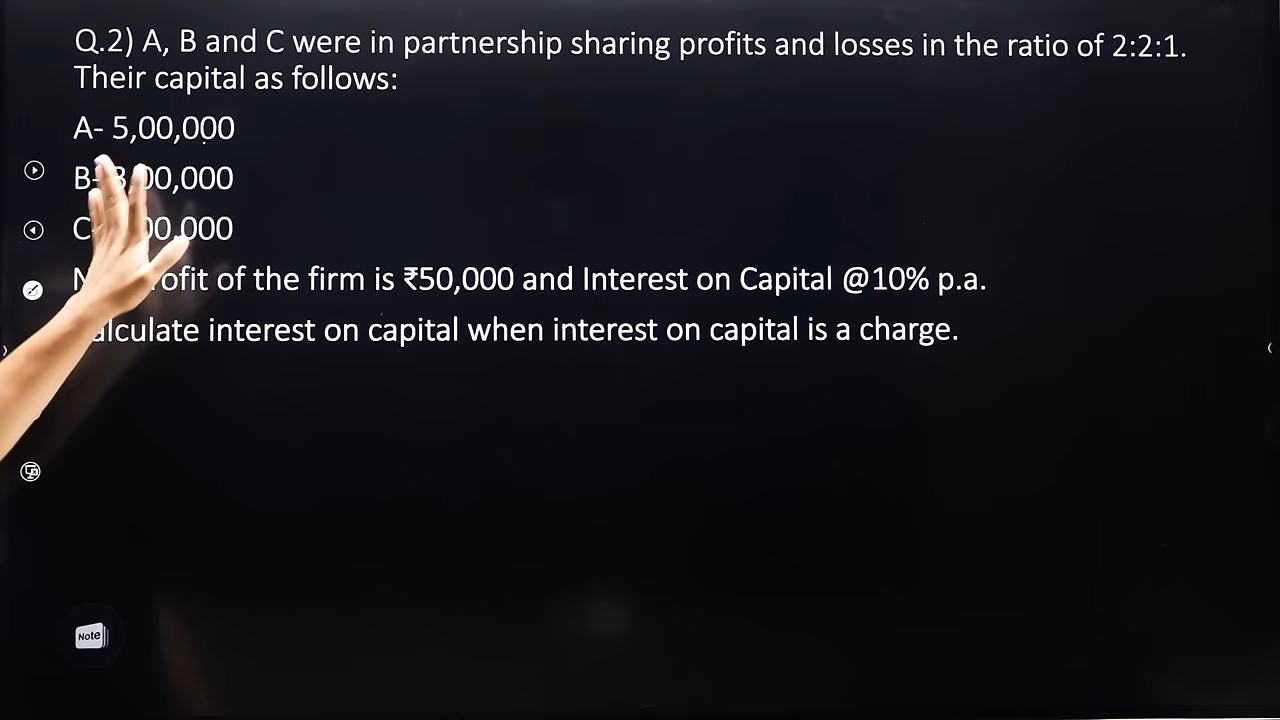 Q.2) A, B and C were in partnership sharing profits and losses in the ratio of 2:2:1.
Their capital as follows:
A- 5,00,000
B- 3,00,000
C 00,000
of the firm is ₹50,000 and Interest on Capital @10% p.a.
interest on capital when interest on capital is a charge.
Note